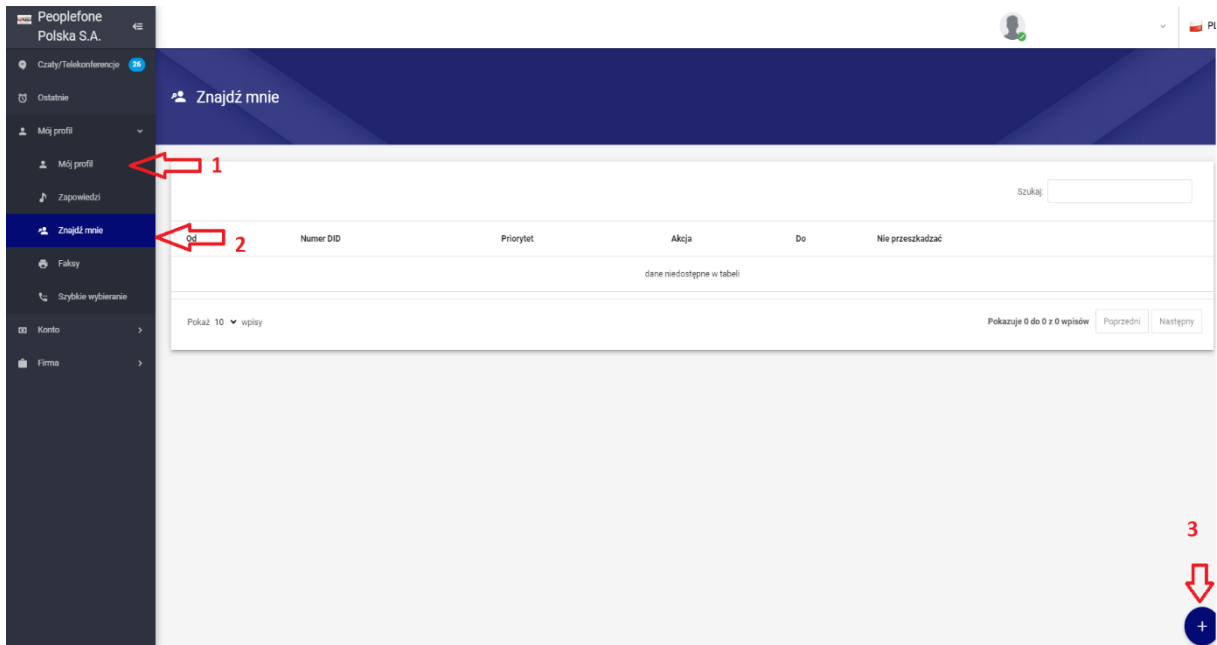 Peoplefone
Polska S.A.
Czaty/Telekonferencje 26
Ostatnie
Mój profil
Mój profil
Zapowiedzi
Znajdź mnie
Faksy
Szybkie wybieranie
Konto
Firma
PL
Znajdź mnie
1
2
Szukaj:
Od Numer DID Priorytet Akcja Do Nie przeszkadzać
dane niedostępne w tabeli
Pokaż 10 wpisy Pokazuje 0 do 0 z 0 wpisów Poprzedni Następny
3
+